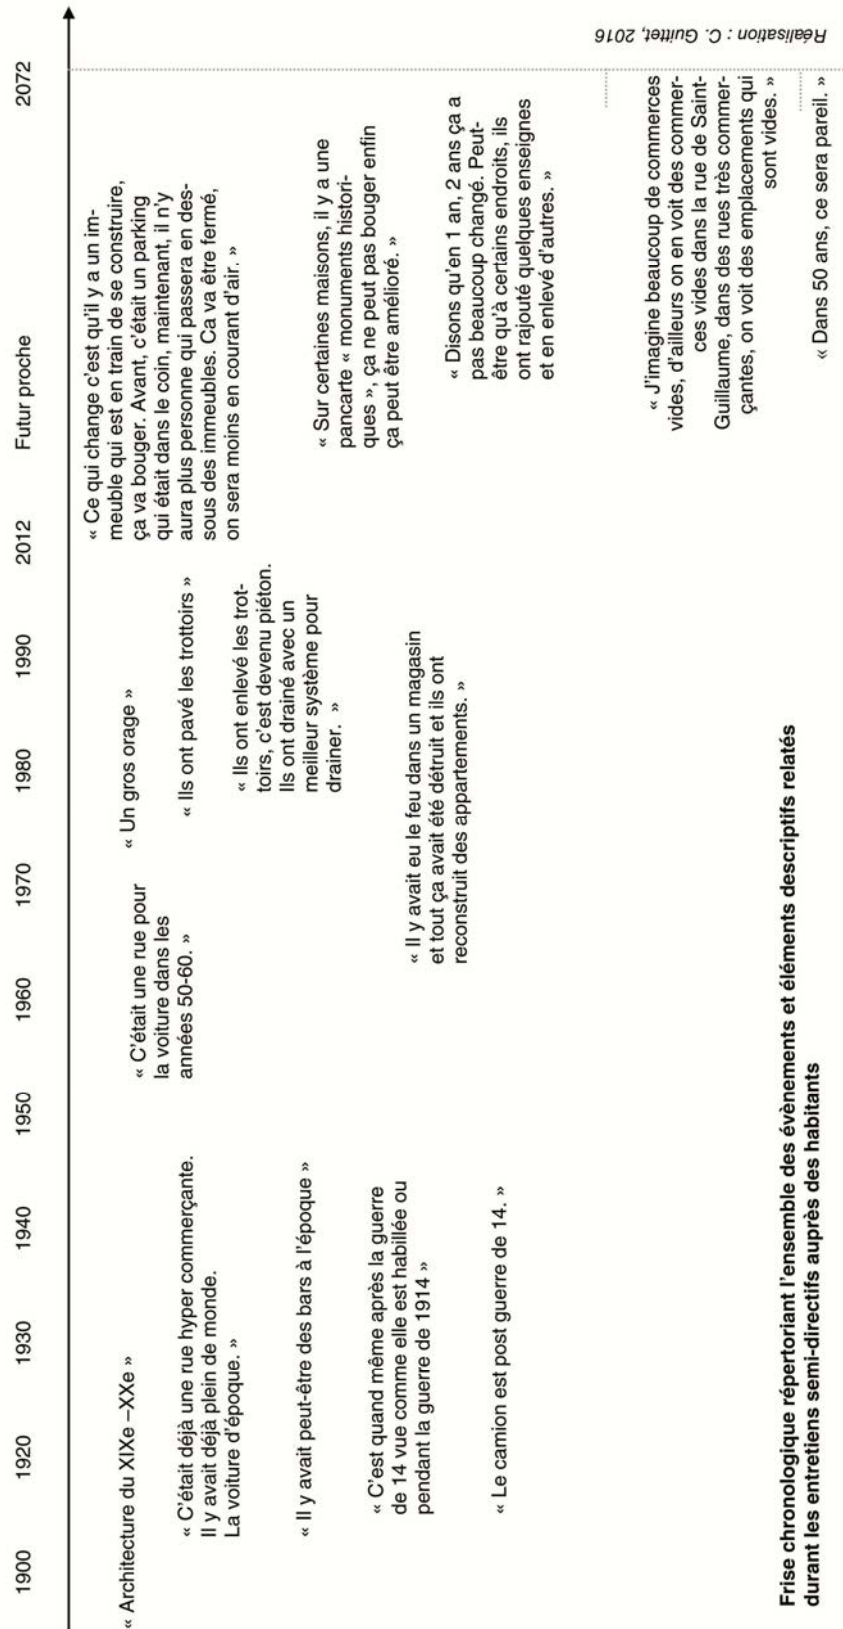 1900 1920 1930 1940 1950 1960 1970 1980 1990 2012 Futur proche 2072
« Architecture du XIXe –XXe »
« C'était déjà une rue hyper commerçante.
Il y avait déjà plein de monde.
La voiture d'époque. »
« Il y avait peut-être des bars à l'époque »
« C'est quand même après la guerre
de 14 vue comme elle est habillée ou
pendant la guerre de 1914 »
« Le camion est post guerre de 14. »
« C'était une rue pour
la voiture dans les
années 50-60. »
« Un gros orage »
« Ils ont pavé les trottoirs »
« Ils ont enlevé les trot-
toirs, c'est devenu piéton.
Ils ont drainé avec un
meilleur système pour
drainer. »
« Il y avait eu le feu dans un magasin
et tout ça avait été détruit et ils ont
reconstruit des appartements. »
« Ce qui change c'est qu'il y a un im-
meuble qui est en train de se construire,
ça va bouger. Avant, c'était un parking
qui était dans le coin, maintenant, il n'y
aura plus personne qui passera en des-
sous des immeubles. Ca va être fermé,
on sera moins en courant d'air. »
« Sur certaines maisons, il y a une
pancarte « monuments histori-
ques », ça ne peut pas bouger enfin
ça peut être amélioré. »
« Disons qu'en 1 an, 2 ans ça a
pas beaucoup changé. Peut-
être qu'à certains endroits, ils
ont rajouté quelques enseignes
et en enlevé d'autres. »
« J'imagine beaucoup de commerces
vides, d'ailleurs on en voit des commer-
ces vides dans la rue de Saint-
Guillaume, dans des rues très commer-
çantes, on voit des emplacements qui
sont vides. »
« Dans 50 ans, ce sera pareil. »
Frise chronologique répertoriant l'ensemble des évènements et éléments descriptifs relatés
durant les entretiens semi-directifs auprès des habitants
Réalisation : C. Guittet, 2016